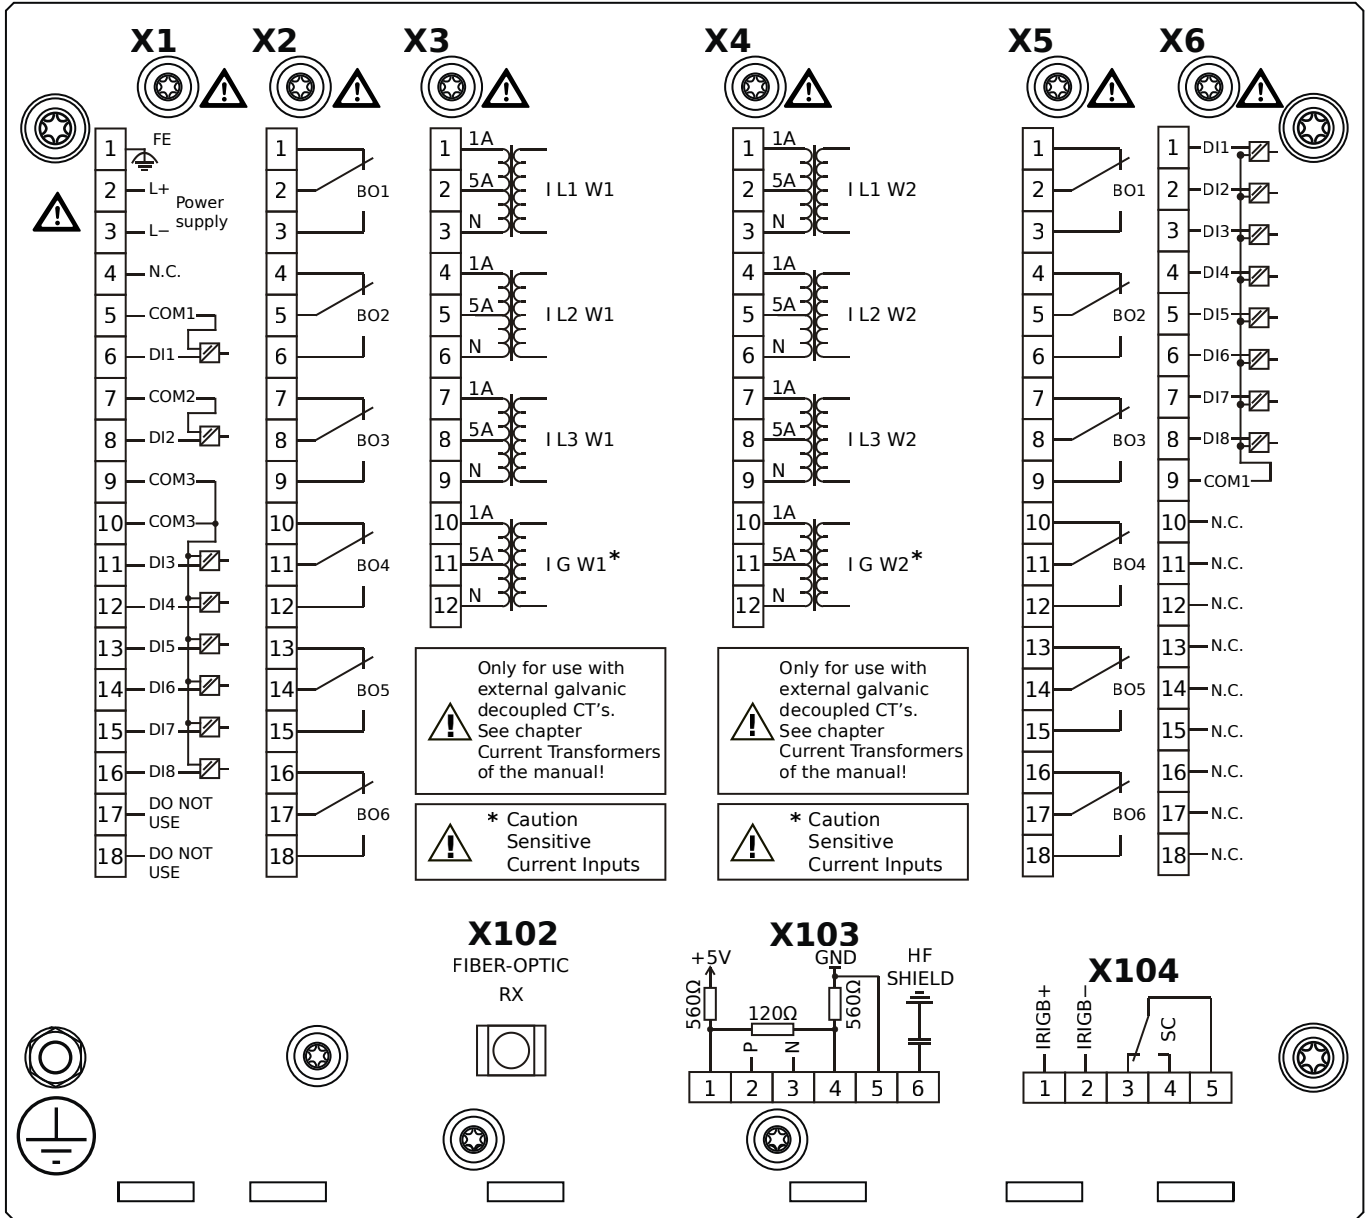 X1
X2
X3
X4
X5
X6
1 FE
2 L+
Power
supply
3 L−
4 N.C.
5 COM1
6 DI1
7 COM2
8 DI2
9 COM3
10 COM3
11 DI3
12 DI4
13 DI5
14 DI6
15 DI7
16 DI8
17 DO NOT
USE
18 DO NOT
USE
1
2 BO1
3
4
5 BO2
6
7
8 BO3
9
10
11 BO4
12
13
14 BO5
15
16
17 BO6
18
1 1A
2 5A I L1 W1
3 N
4 1A
5 5A I L2 W1
6 N
7 1A
8 5A I L3 W1
9 N
10 1A
11 5A I G W1*
12 N
Only for use with
external galvanic
decoupled CT's.
See chapter
Current Transformers
of the manual!
* Caution
Sensitive
Current Inputs
1 1A
2 5A I L1 W2
3 N
4 1A
5 5A I L2 W2
6 N
7 1A
8 5A I L3 W2
9 N
10 1A
11 5A I G W2*
12 N
Only for use with
external galvanic
decoupled CT's.
See chapter
Current Transformers
of the manual!
* Caution
Sensitive
Current Inputs
1
2 BO1
3
4
5 BO2
6
7
8 BO3
9
10
11 BO4
12
13
14 BO5
15
16
17 BO6
18
1 DI1
2 DI2
3 DI3
4 DI4
5 DI5
6 DI6
7 DI7
8 DI8
9 COM1
10 N.C.
11 N.C.
12 N.C.
13 N.C.
14 N.C.
15 N.C.
16 N.C.
17 N.C.
18 N.C.
X102
FIBER-OPTIC
RX
X103
+5V
GND
HF
SHIELD
560Ω
120Ω
560Ω
P
N
1 2 3 4 5 6
X104
IRIGB+
IRIGB−
SC
1 2 3 4 5